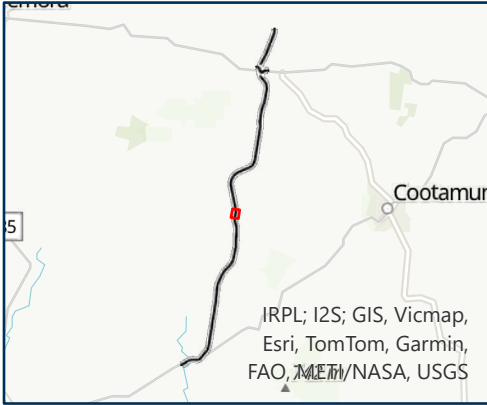 Cootamun
IRPL; I2S; GIS, Vicmap,
Esri, TomTom, Garmin,
FAO, METI/NASA, USGS